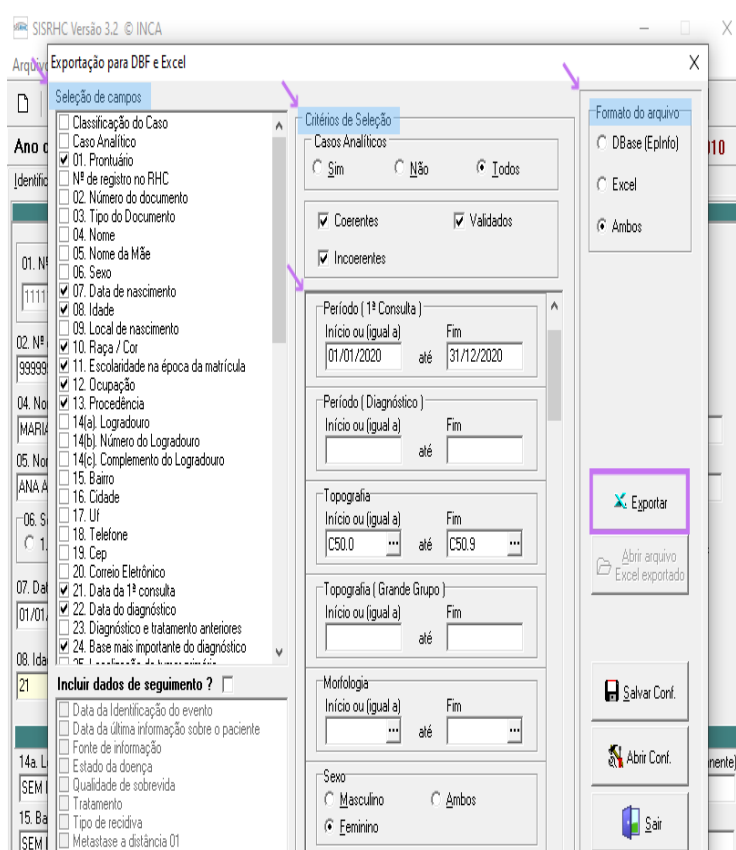 SISRHC Versão 3.2 © INCA
Exportação para DBF e Excel
Seleção de campos
Classificação do Caso
Caso Analítico
01. Prontuário
Nº de registro no RHC
02. Número do documento
03. Tipo do Documento
04. Nome
05. Nome da Mãe
06. Sexo
07. Data de nascimento
08. Idade
09. Local de nascimento
10. Raça / Cor
11. Escolaridade na época da matrícula
12. Ocupação
13. Procedência
14(a). Logradouro
14(b). Número do Logradouro
14(c). Complemento do Logradouro
15. Bairro
16. Cidade
17. Uf
18. Telefone
19. Cep
20. Correio Eletrônico
21. Data da 1ª consulta
22. Data do diagnóstico
23. Diagnóstico e tratamento anteriores
24. Base mais importante do diagnóstico
Incluir dados de seguimento ?
Data da Identificação do evento
Data da última informação sobre o paciente
Fonte de informação
Estado da doença
Qualidade de sobrevida
Tratamento
Tipo de recidiva
Metastase a distância 01
Critérios de Seleção
Casos Analíticos
Sim Não Todos
Coerentes Validados
Incoerentes
Período ( 1ª Consulta )
Início ou (igual a) Fim
01/01/2020 até 31/12/2020
Período ( Diagnóstico )
Início ou (igual a) Fim
até
Topografia
Início ou (igual a) Fim
C50.0 ... até C50.9 ...
Topografia ( Grande Grupo )
Início ou (igual a) Fim
até
Morfologia
Início ou (igual a) Fim
... até ...
Sexo
Masculino Ambos
Feminino
Formato do arquivo
DBase (EpInfo)
Excel
Ambos
Exportar
Abrir arquivo
Excel exportado
Salvar Conf.
Abrir Conf.
Sair
Ano
010
01. Nº
1111
02. Nº
99999
04.
MARIA
05.
ANA A
06. S
1.
07. Dat
01/01/
08. Ida
21
14a. L
SEM
15. Ba
SEM
nente)